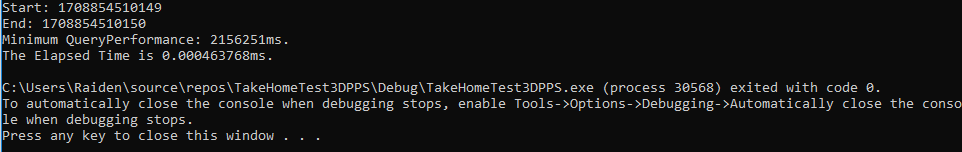 Start: 1708854510149
End: 1708854510150
Minimum QueryPerformance: 2156251ms.
The Elapsed Time is 0.000463768ms.
C:\Users\Raiden\source\repos\TakeHomeTest3DPPS\Debug\TakeHomeTest3DPPS.exe (process 30568) exited with code 0.
To automatically close the console when debugging stops, enable Tools->Options->Debugging->Automatically close the conso
le when debugging stops.
Press any key to close this window . . .